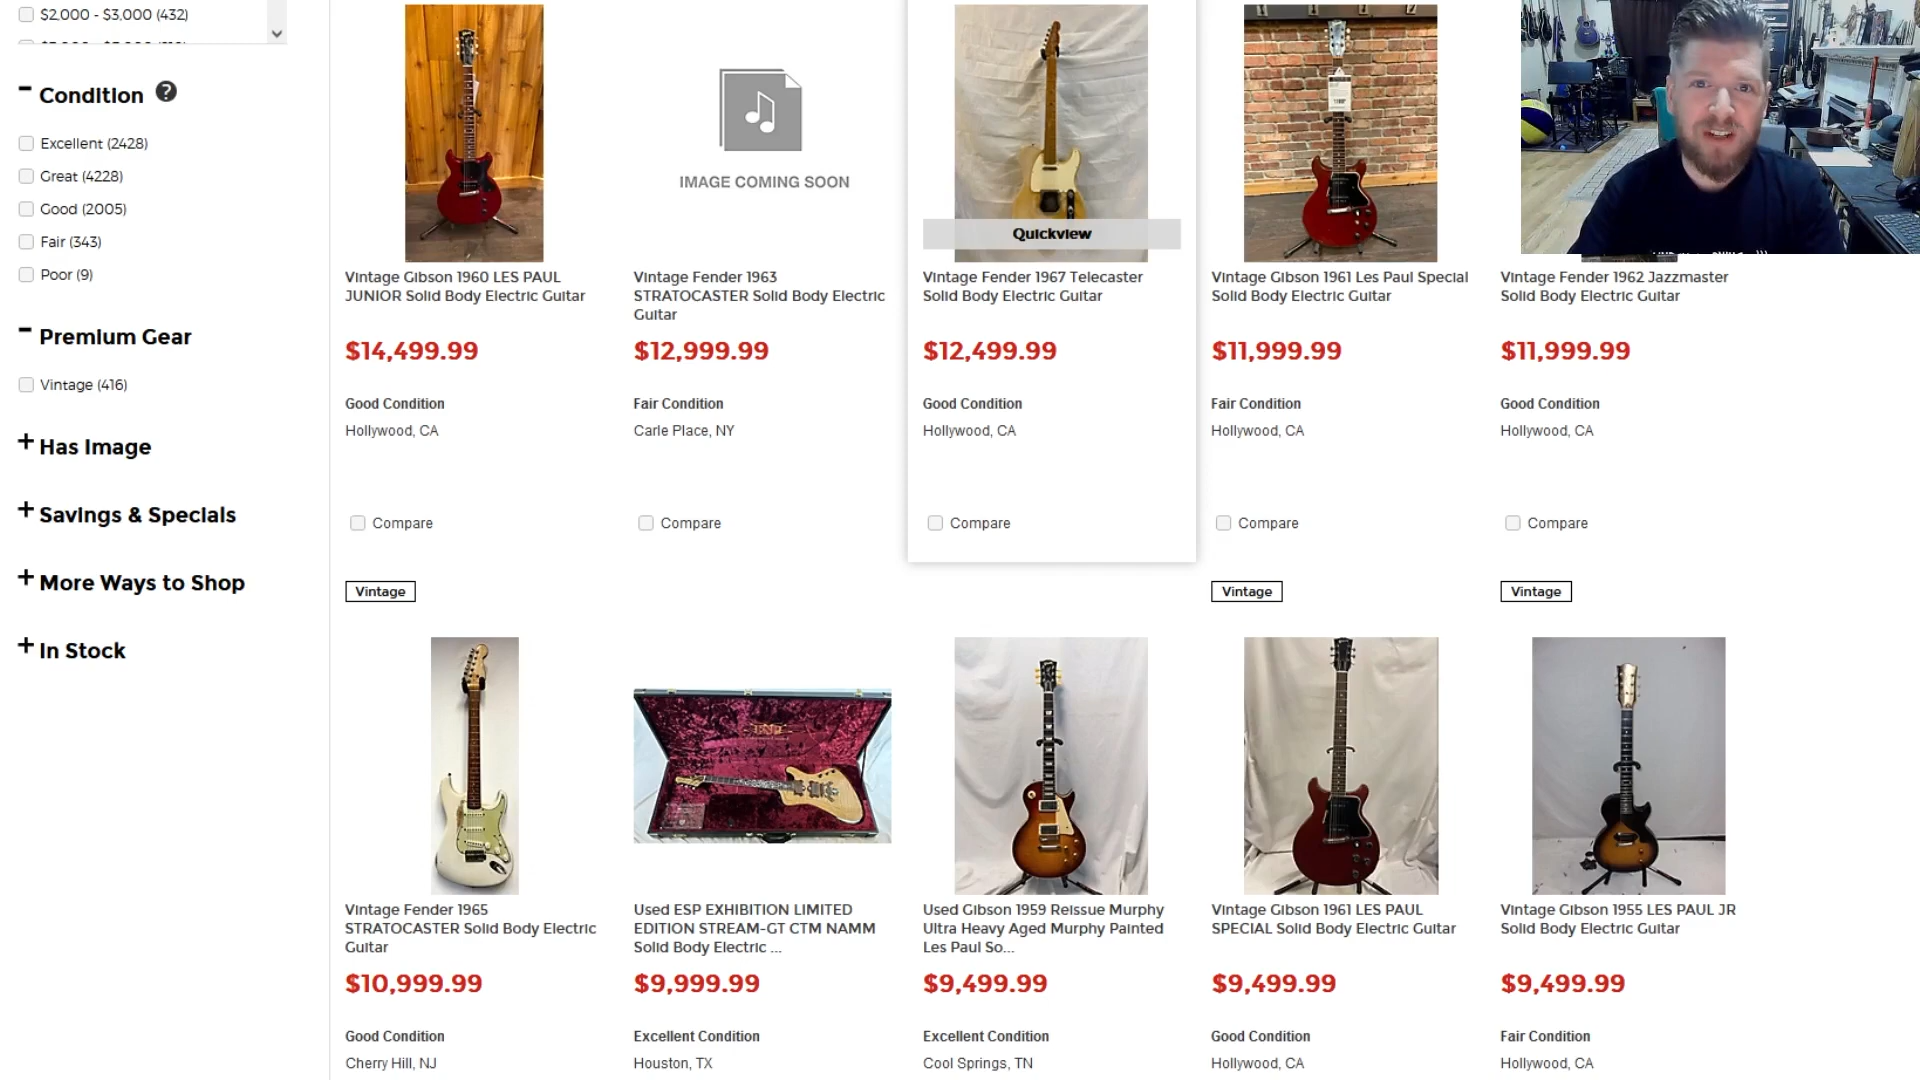 $2,000 - $3,000 (432)
Condition ?
Excellent (2428)
Great (4228)
Good (2005)
Fair (343)
Poor (9)
Premium Gear
Vintage (416)
Has Image
Savings & Specials
More Ways to Shop
In Stock
IMAGE COMING SOON
Quickview
Vintage Gibson 1960 LES PAUL
JUNIOR Solid Body Electric Guitar
$14,499.99
Good Condition
Hollywood, CA
Compare
Vintage Fender 1963
STRATOCASTER Solid Body Electric
Guitar
$12,999.99
Fair Condition
Carle Place, NY
Compare
Vintage Fender 1967 Telecaster
Solid Body Electric Guitar
$12,499.99
Good Condition
Hollywood, CA
Compare
Vintage Gibson 1961 Les Paul Special
Solid Body Electric Guitar
$11,999.99
Fair Condition
Hollywood, CA
Compare
Vintage Fender 1962 Jazzmaster
Solid Body Electric Guitar
$11,999.99
Good Condition
Hollywood, CA
Compare
Vintage
Vintage Fender 1965
STRATOCASTER Solid Body Electric
Guitar
$10,999.99
Good Condition
Cherry Hill, NJ
Used ESP EXHIBITION LIMITED
EDITION STREAM-GT CTM NAMM
Solid Body Electric ...
$9,999.99
Excellent Condition
Houston, TX
Used Gibson 1959 Reissue Murphy
Ultra Heavy Aged Murphy Painted
Les Paul So...
$9,499.99
Excellent Condition
Cool Springs, TN
Vintage
Vintage Gibson 1961 LES PAUL
SPECIAL Solid Body Electric Guitar
$9,499.99
Good Condition
Hollywood, CA
Vintage
Vintage Gibson 1955 LES PAUL JR
Solid Body Electric Guitar
$9,499.99
Fair Condition
Hollywood, CA